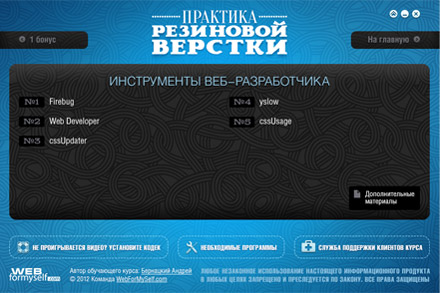 ПРАКТИКА
РЕЗИНОВОЙ
ВЕРСТКИ
1 бонус
На главную
ИНСТРУМЕНТЫ ВЕБ-РАЗРАБОТЧИКА
№1 Firebug
№2 Web Developer
№3 cssUpdater
№4 yslow
№5 cssUsage
Дополнительные
материалы
НЕ ПРОИГРЫВАЕТСЯ ВИДЕО? УСТАНОВИТЕ КОДЕК
НЕОБХОДИМЫЕ ПРОГРАММЫ
СЛУЖБА ПОДДЕРЖКИ КЛИЕНТОВ КУРСА
WEB
formyself.com
Автор обучающего курса: Бернацкий Андрей
© 2012 Команда WebForMySelf.com
ЛЮБОЕ НЕЗАКОННОЕ ИСПОЛЬЗОВАНИЕ НАСТОЯЩЕГО ИНФОРМАЦИОННОГО ПРОДУКТА
В ЛЮБЫХ ЦЕЛЯХ ЗАПРЕЩЕНО И ПРЕСЛЕДУЕТСЯ ПО ЗАКОНУ. ВСЕ ПРАВА ЗАЩИЩЕНЫ